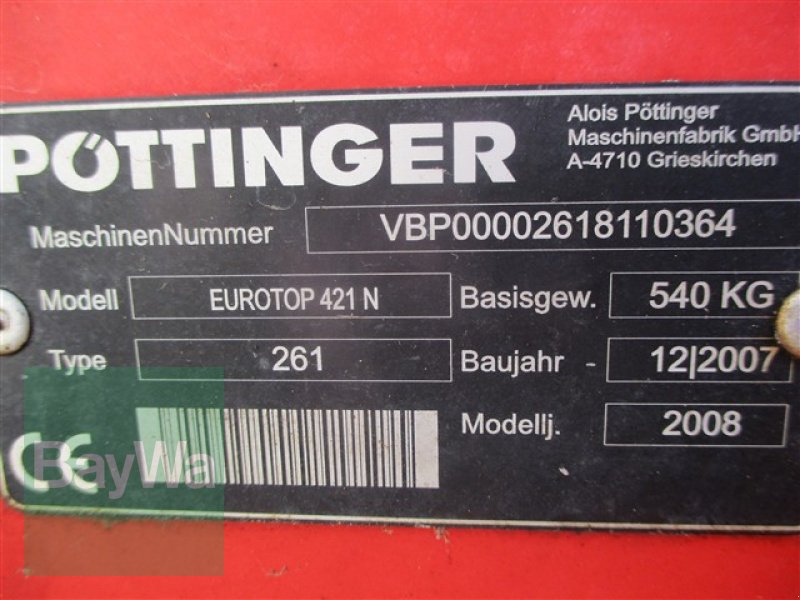 PÖTTINGER
Alois Pöttinger
Maschinenfabrik GmbH
A-4710 Grieskirchen
MaschinenNummer VBP00002618110364
Modell EUROTOP 421 N Basisgew. 540 KG
Type 261 Baujahr - 12|2007
Modellj. 2008
CE
BayWa